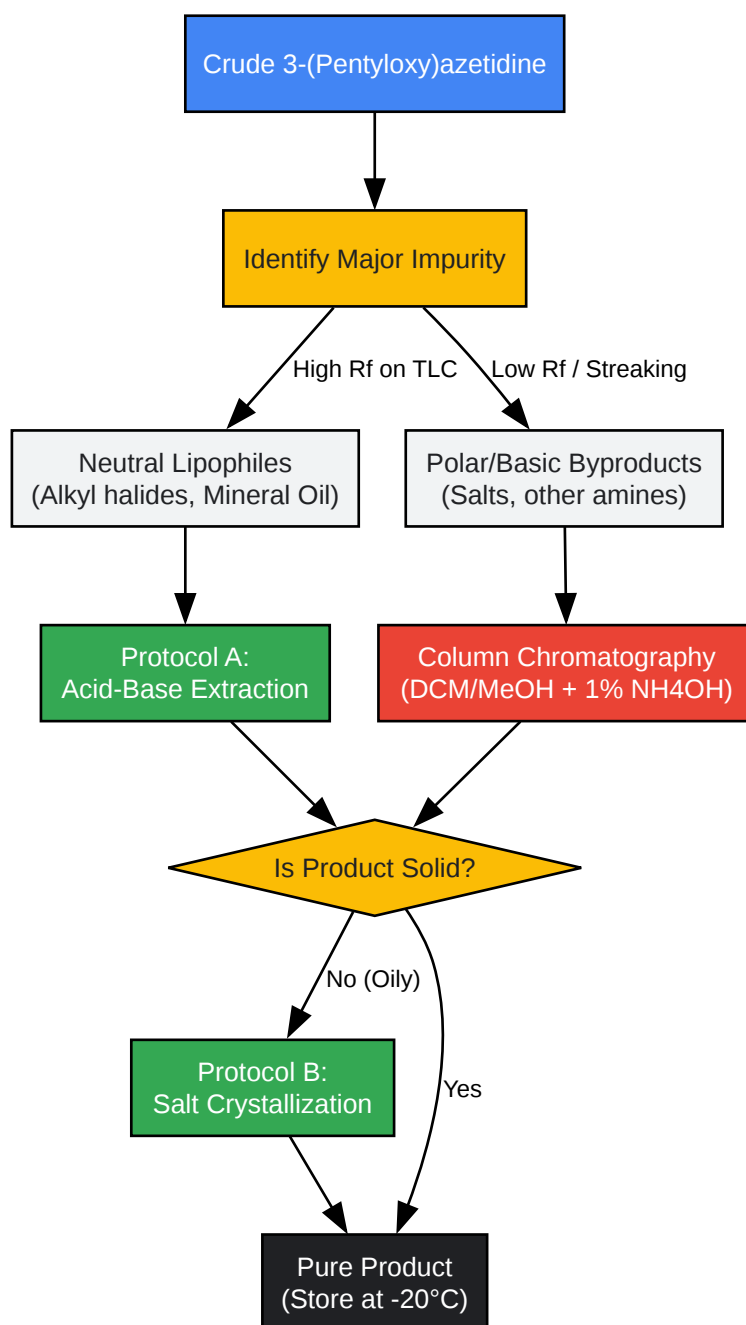 Crude 3-(Pentyloxy)azetidine
Identify Major Impurity
High Rf on TLC
Low Rf / Streaking
Neutral Lipophiles
(Alkyl halides, Mineral Oil)
Polar/Basic Byproducts
(Salts, other amines)
Protocol A:
Acid-Base Extraction
Column Chromatography
(DCM/MeOH + 1% NH4OH)
Is Product Solid?
No (Oily)
Protocol B:
Salt Crystallization
Yes
Pure Product
(Store at -20°C)